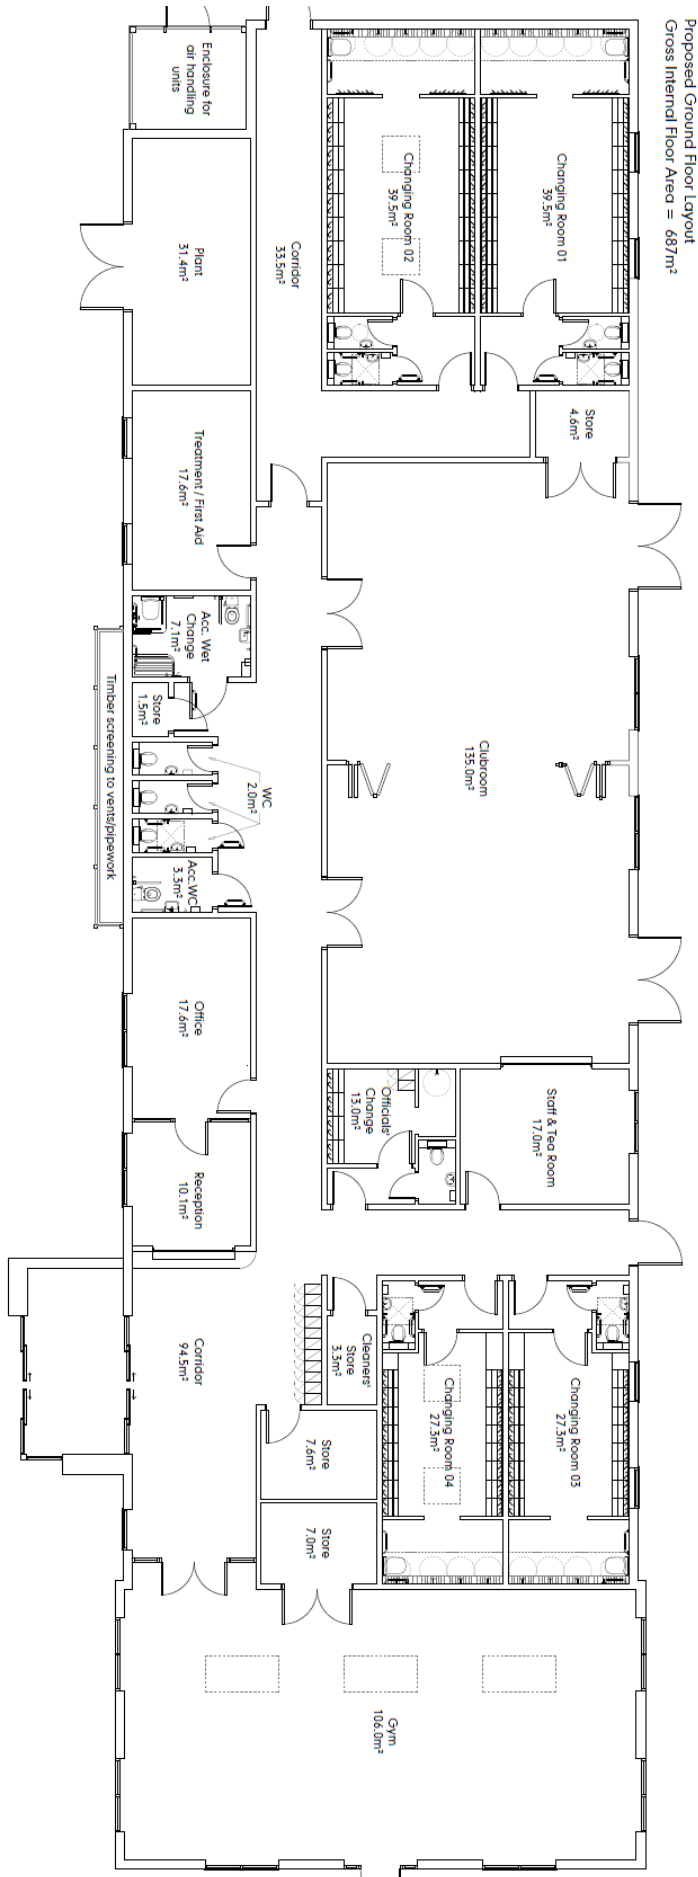 Proposed Ground Floor Layout
Gross Internal Floor Area = 687m²
Changing Room 01
39.5m²
Changing Room 02
39.5m²
Enclosure for
air handling
units
Plant
31.4m²
Corridor
33.5m²
Store
4.6m²
Treatment / First Aid
17.6m²
Acc. Wet
Change
7.1m²
Store
1.5m²
WC
2.0m²
Acc.WC
3.3m²
Timber screening to vents/pipework
Clubroom
135.0m²
Office
17.6m²
Reception
10.1m²
Officials'
Change
13.0m²
Staff & Tea Room
17.0m²
Corridor
94.5m²
Cleaners'
Store
3.3m²
Store
7.6m²
Store
7.0m²
Changing Room 04
27.3m²
Changing Room 03
27.3m²
Gym
106.0m²